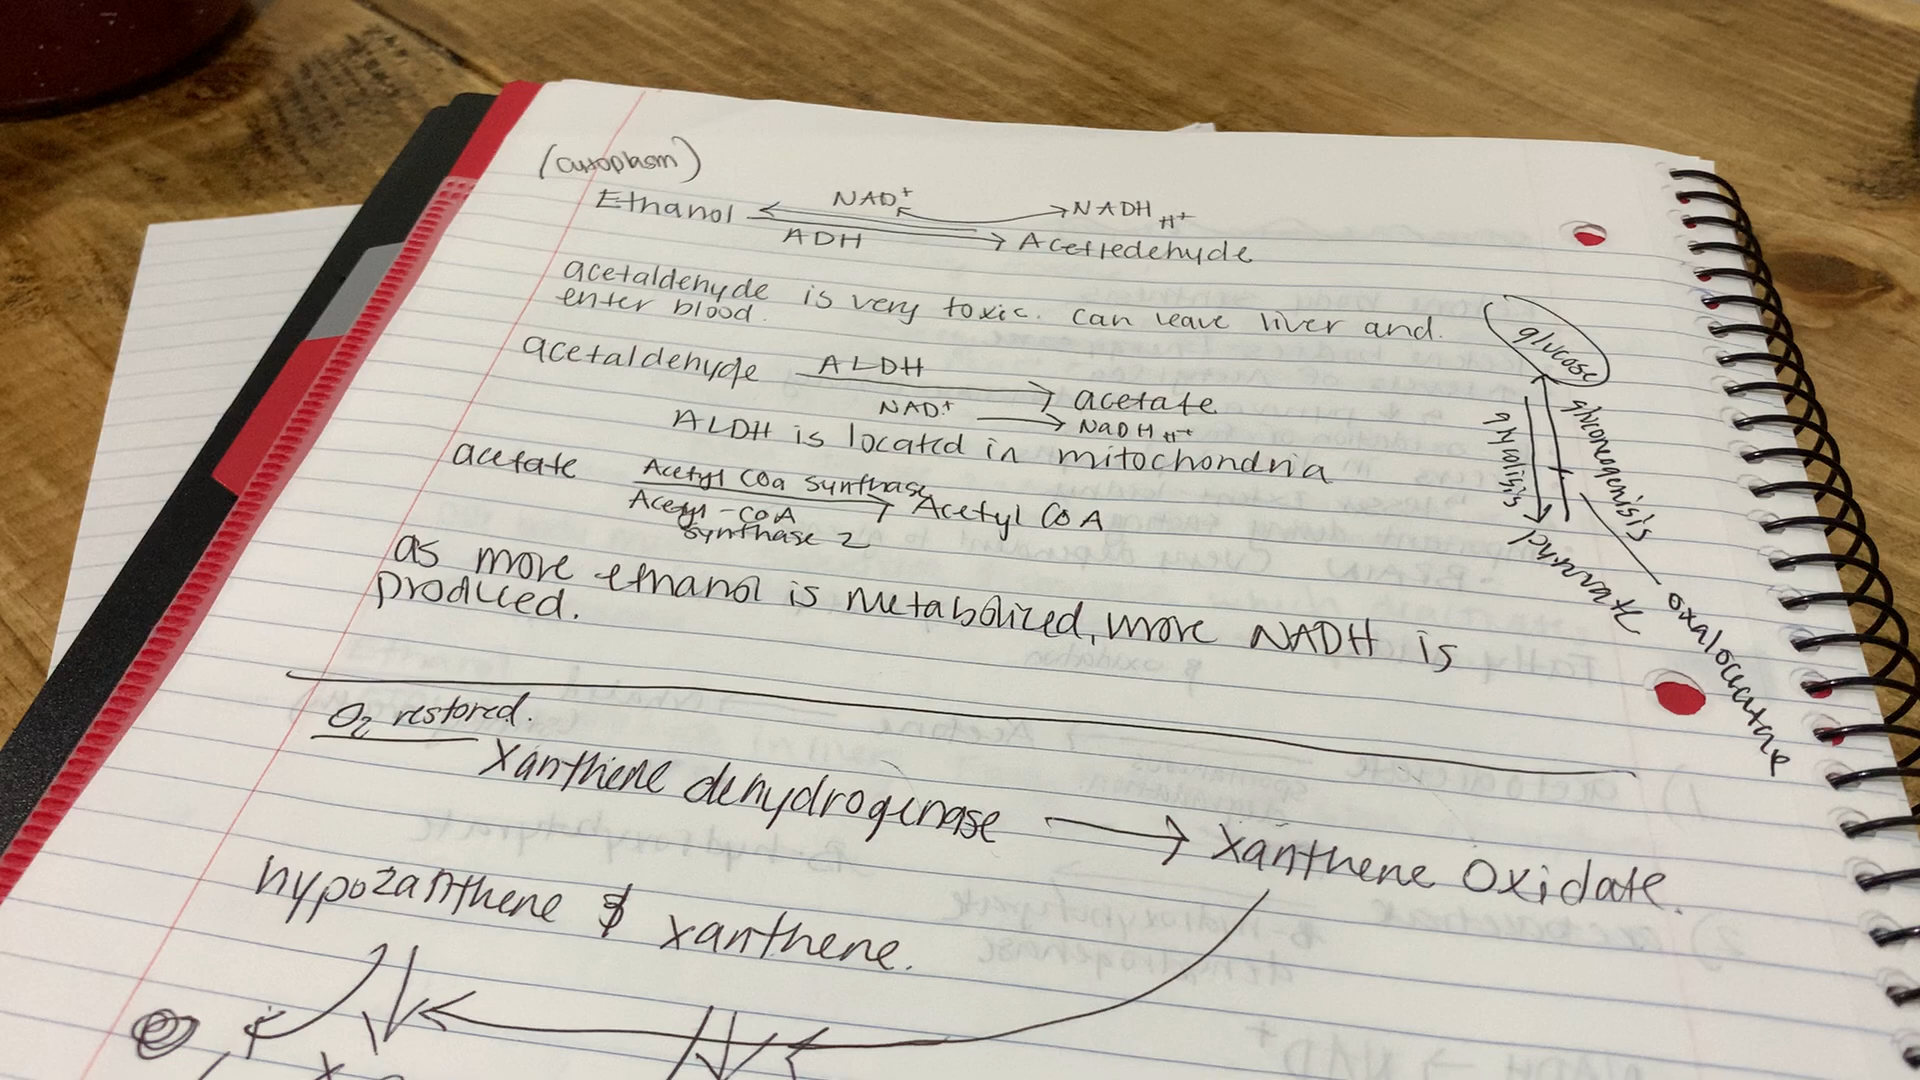 (cytoplasm)
Ethanol NAD+ NADH H+
ADH Acetledehyde
acetaldehyde is very toxic. can leave liver and.
enter blood.
acetaldehyde ALDH acetate
NAD+ NaDH H+
ALDH is located in mitochondria
acetate Acetyl COA synthase Acetyl COA
Acetyl-COA
synthase 2
as more ethanol is metabolized, more NADH is
produced.
glucose
glycolisis
gluconeogenisis
pyruvate
oxaloacetate
O2 restored.
Xanthene dehydrogenase → Xanthene Oxidate.
hypozanthene & xanthene.